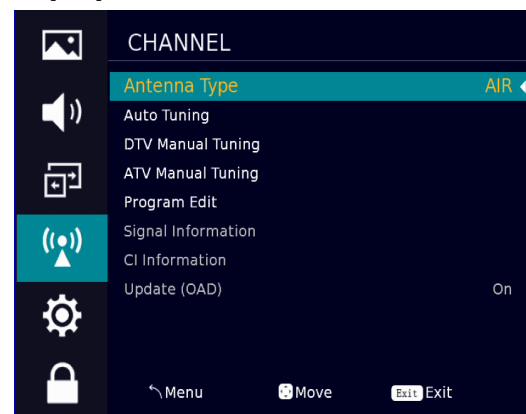 CHANNEL
Antenna Type AIR
Auto Tuning
DTV Manual Tuning
ATV Manual Tuning
Program Edit
Signal Information
CI Information
Update (OAD) On
Menu Move Exit Exit